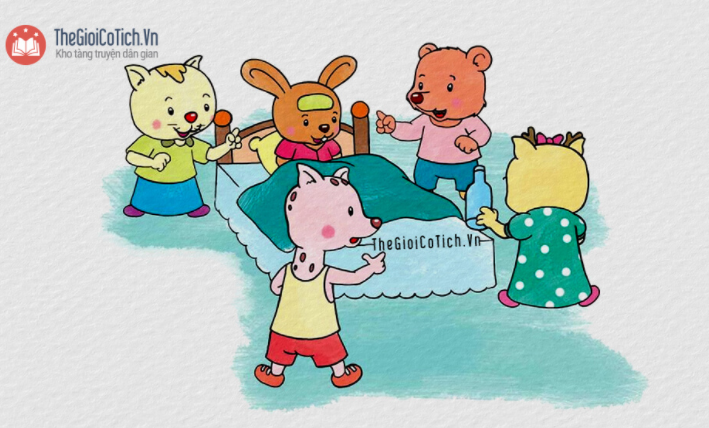 TheGioiCoTich.Vn
Kho tàng truyện dân gian
TheGioiCoTich.Vn